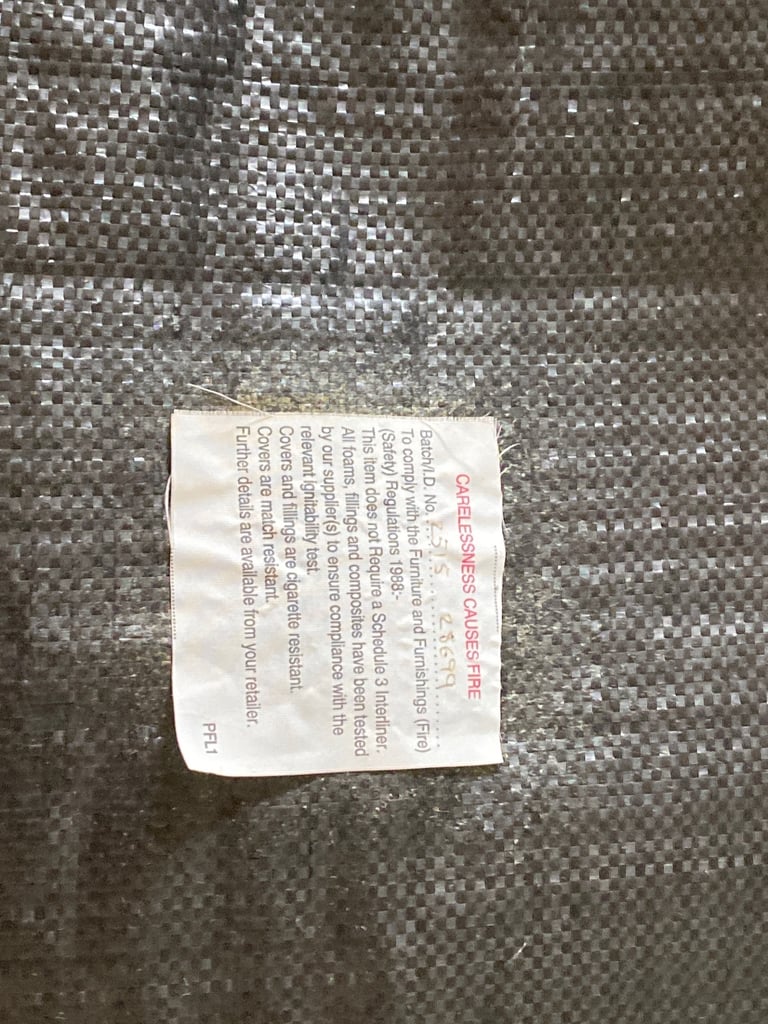 CARELESSNESS CAUSES FIRE
Batch/I.D. No. 2515 28699
To comply with the Furniture and Furnishings (Fire)
(Safety) Regulations 1988:-
This item does not Require a Schedule 3 Interliner.
All foams, fillings and composites have been tested
by our supplier(s) to ensure compliance with the
relevant ignitability test.
Covers and fillings are cigarette resistant.
Covers are match resistant.
Further details are available from your retailer.
PFL1